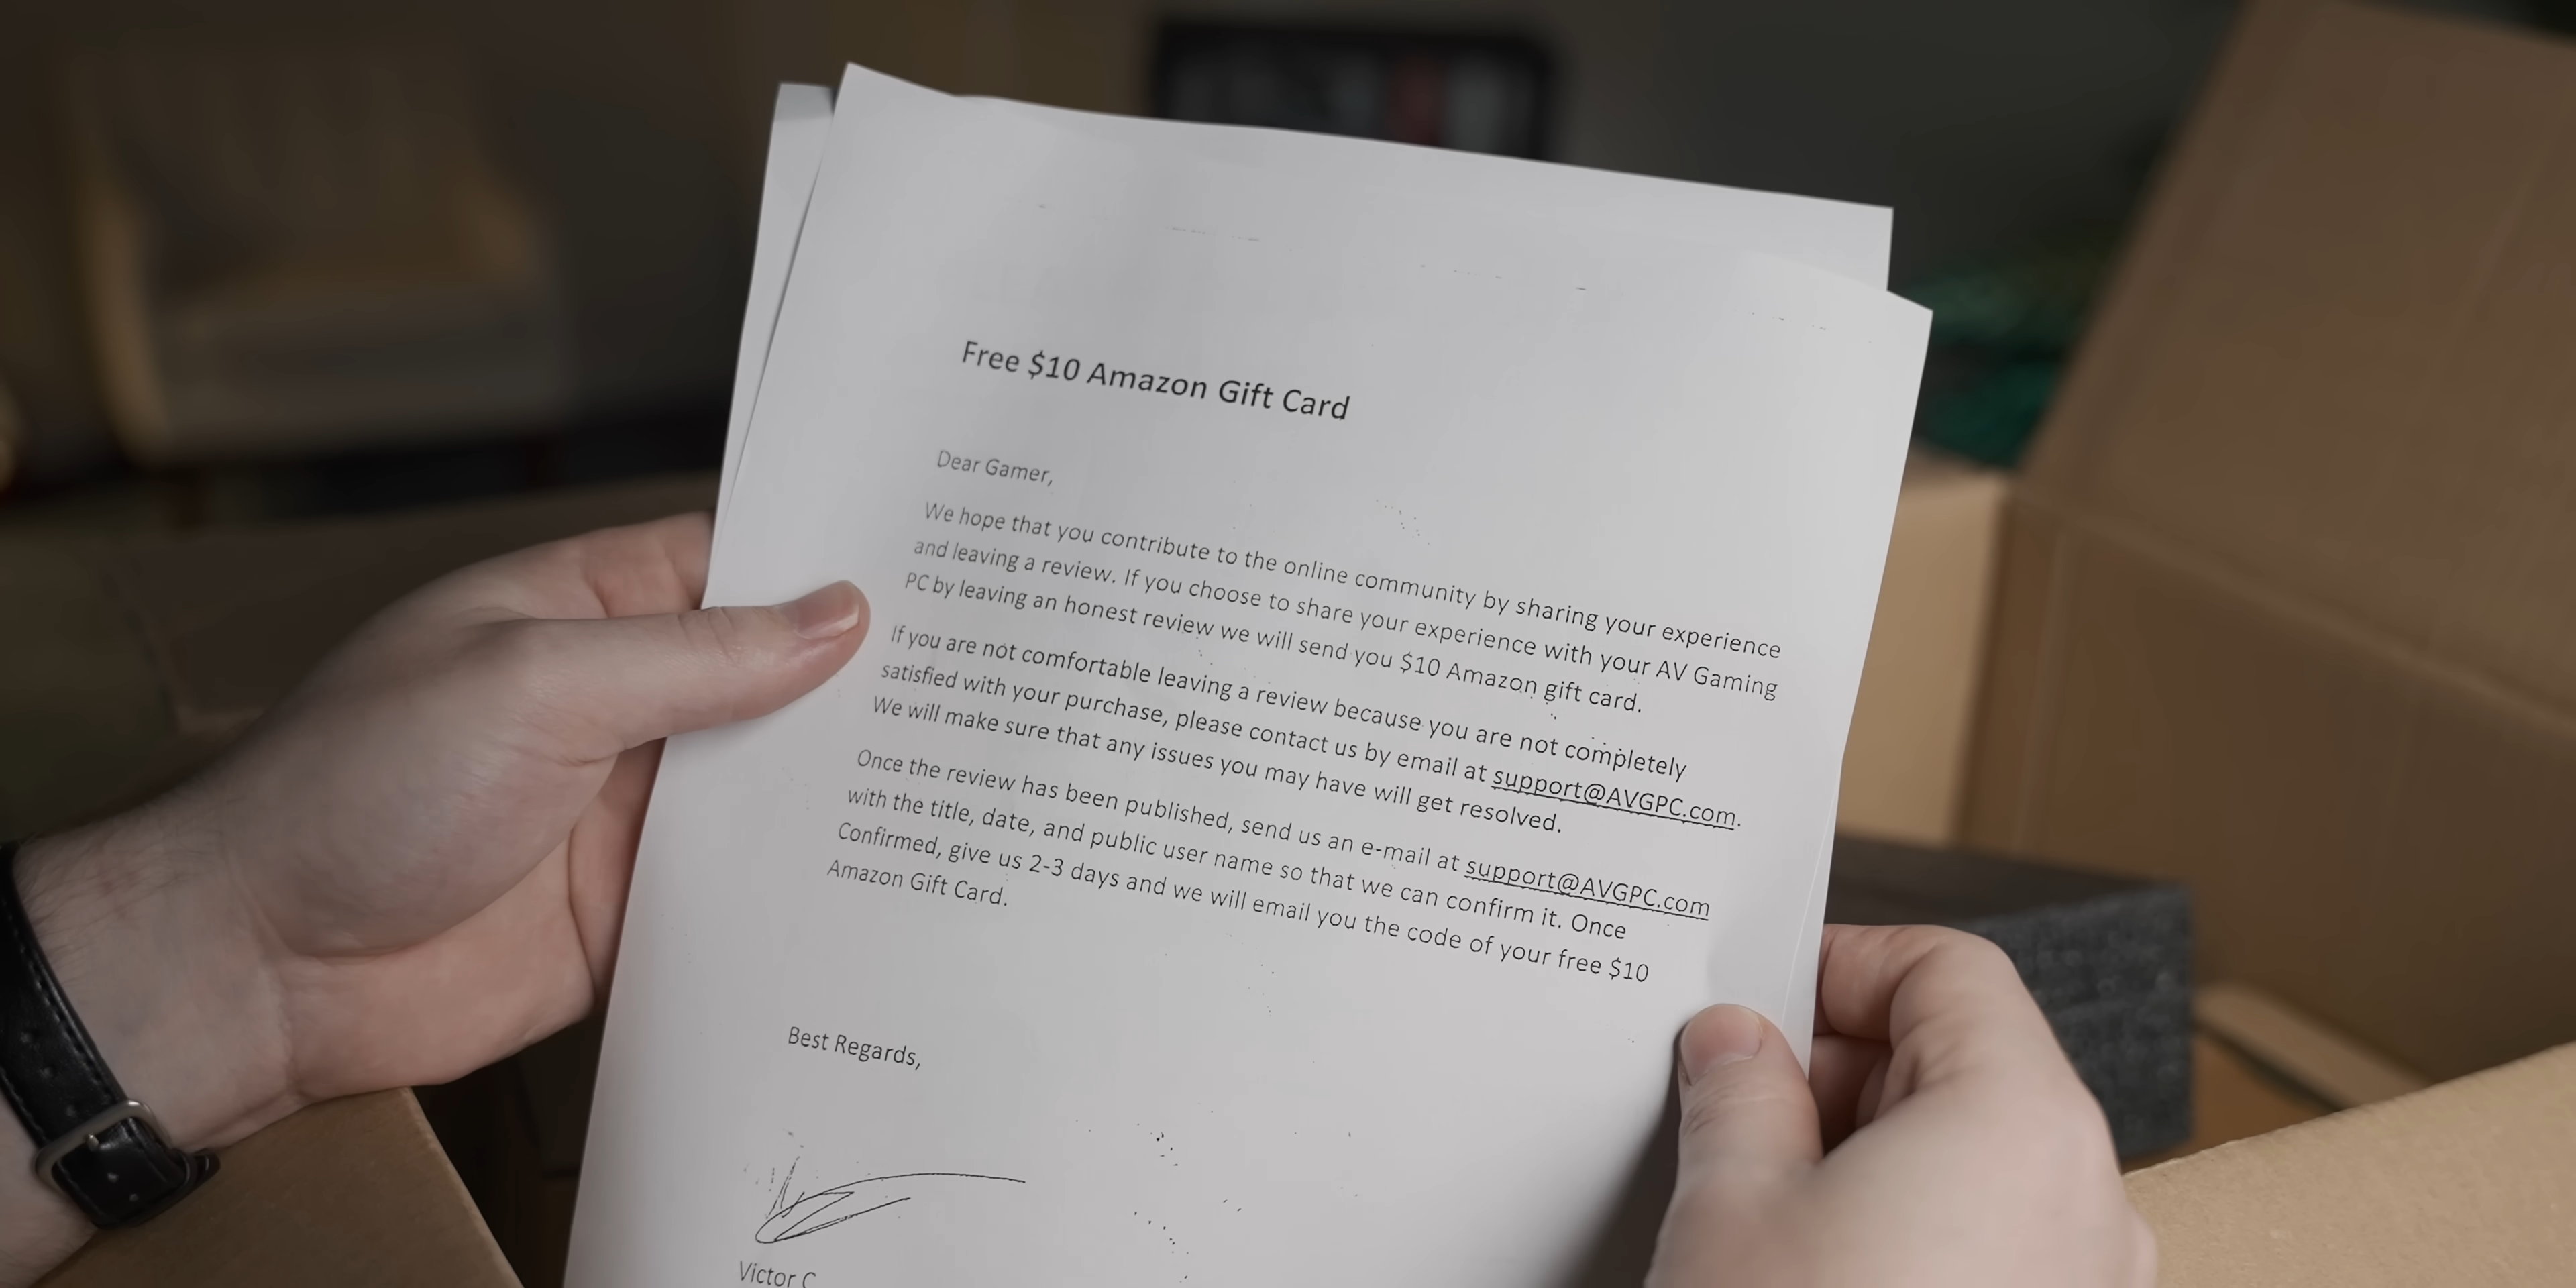 Free $10 Amazon Gift Card
Dear Gamer,
We hope that you contribute to the online community by sharing your experience
and leaving a review. If you choose to share your experience with your AV Gaming
PC by leaving an honest review we will send you $10 Amazon gift card.
If you are not comfortable leaving a review because you are not completely
satisfied with your purchase, please contact us by email at support@AVGPC.com.
We will make sure that any issues you may have will get resolved.
Once the review has been published, send us an e-mail at support@AVGPC.com
with the title, date, and public user name so that we can confirm it. Once
Confirmed, give us 2-3 days and we will email you the code of your free $10
Amazon Gift Card.
Best Regards,
Victor C